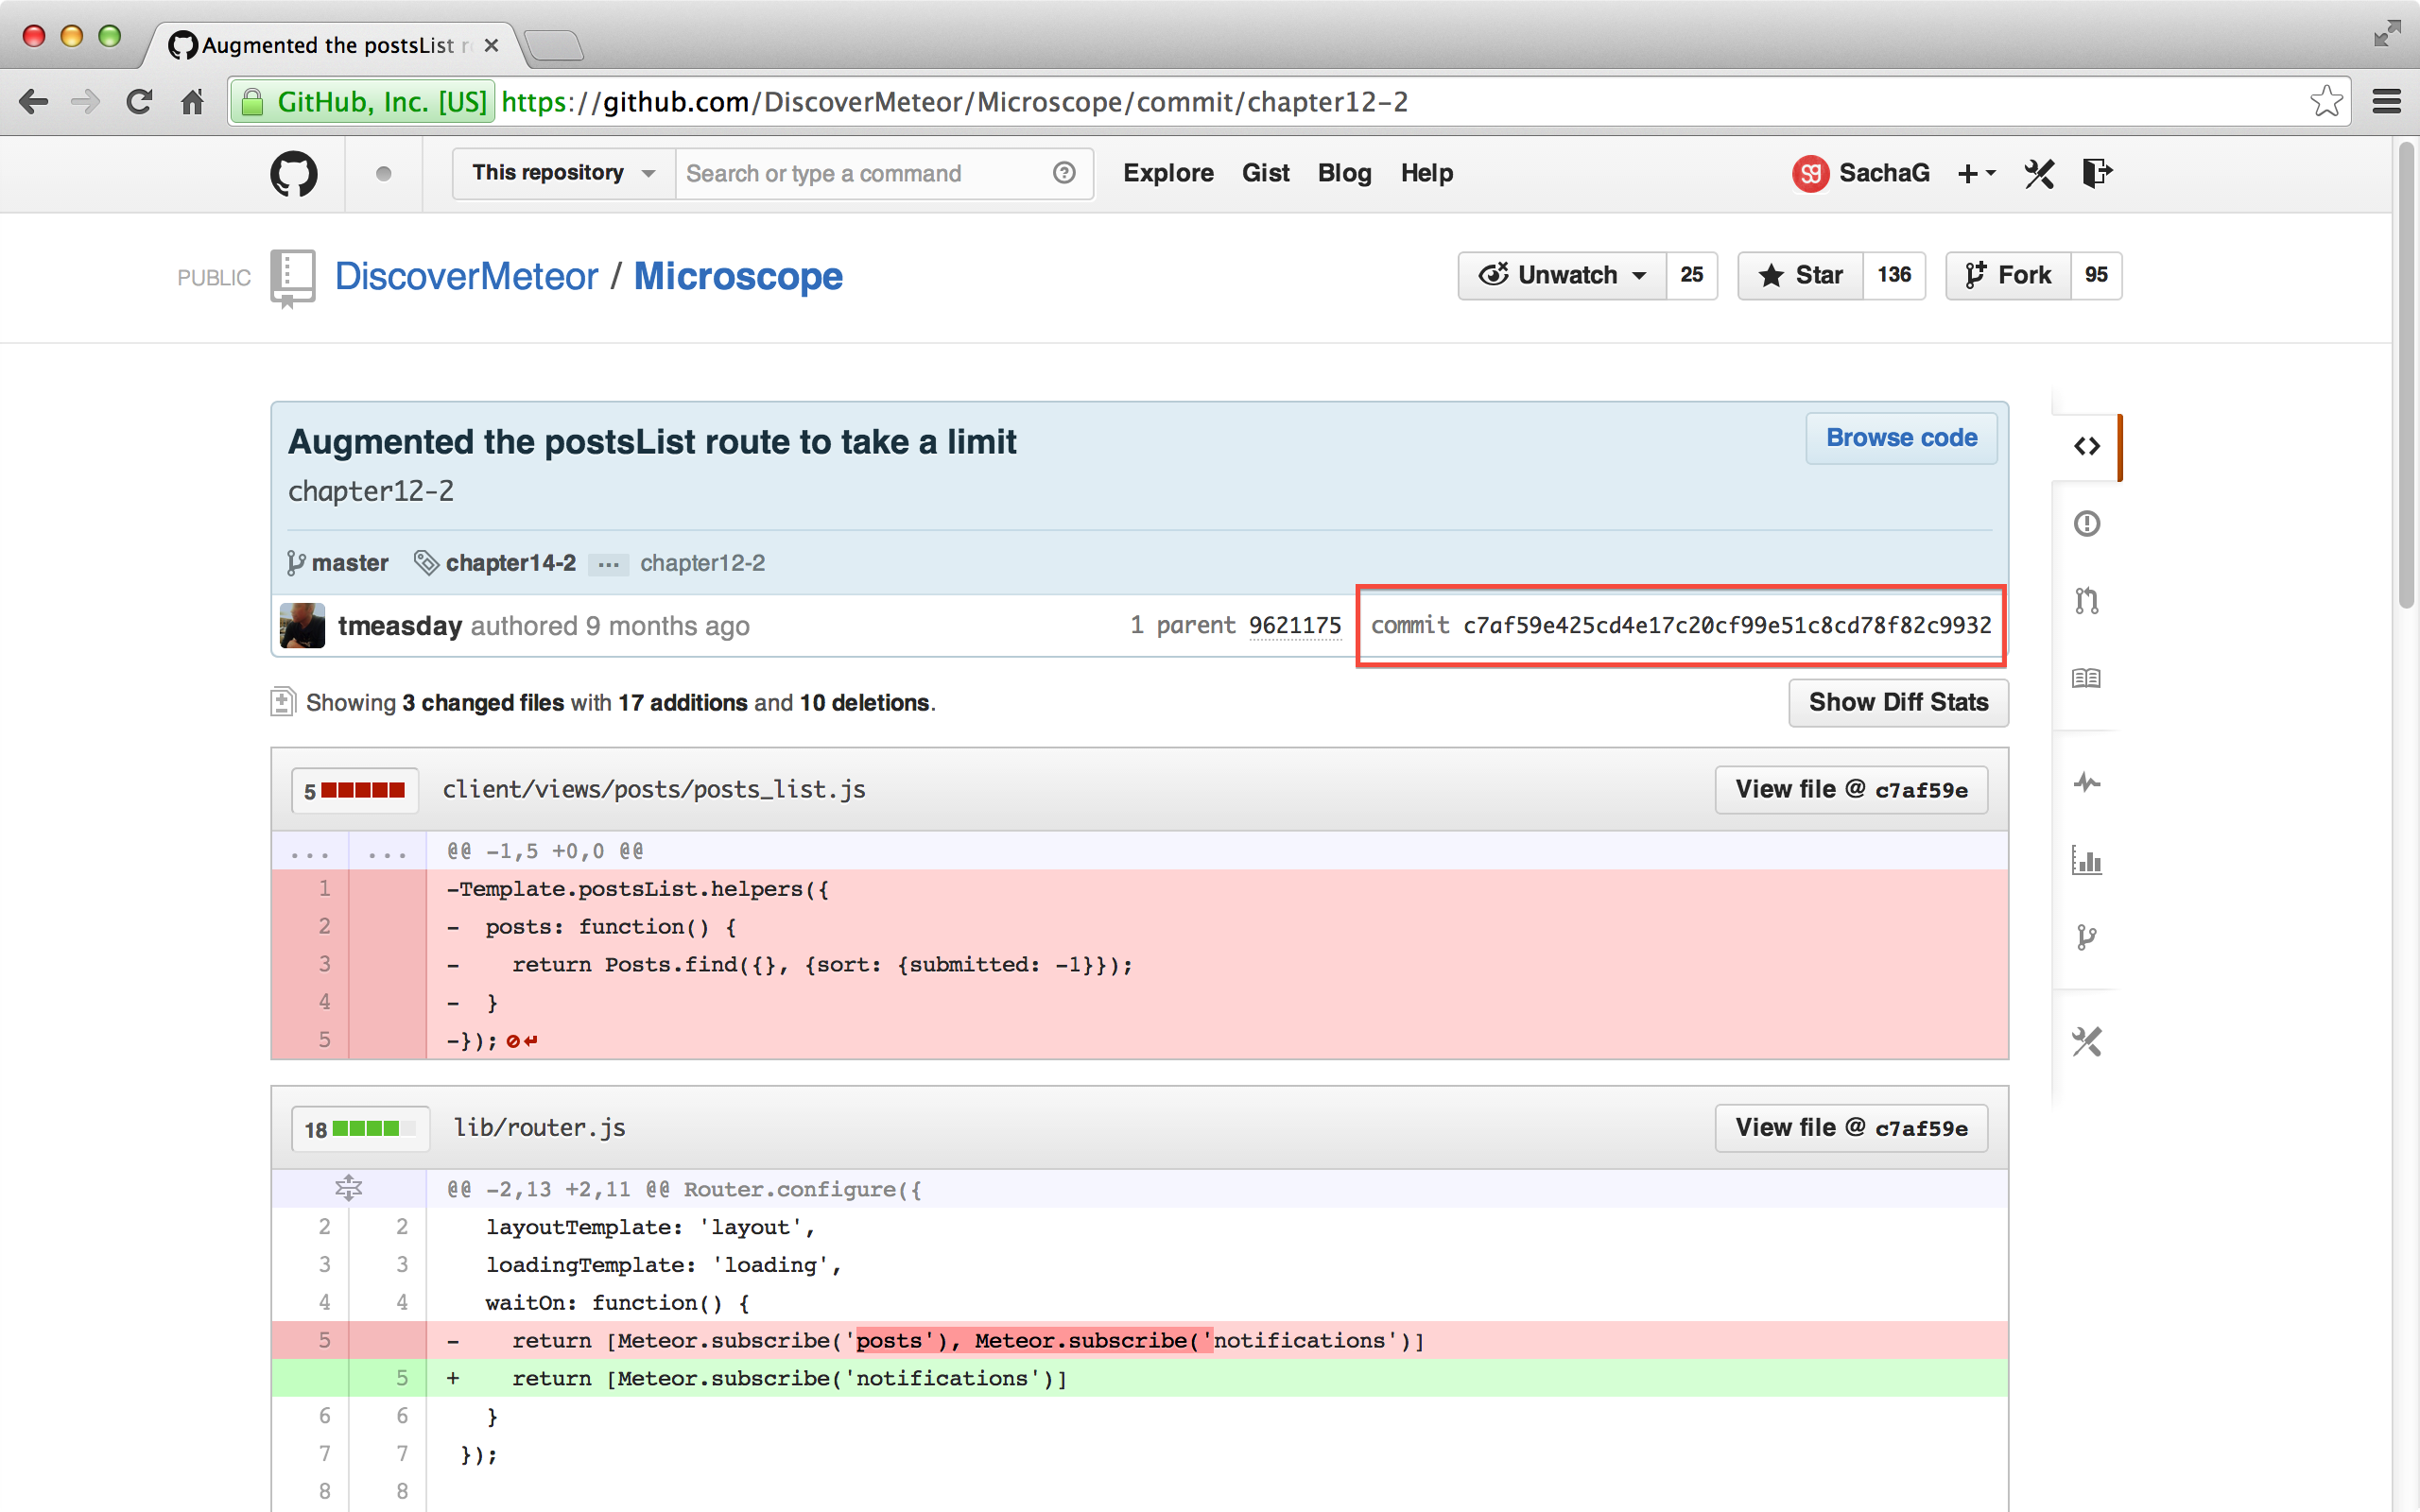 Augmented the postsList r
GitHub, Inc. [US] https://github.com/DiscoverMeteor/Microscope/commit/chapter12-2
This repository Search or type a command Explore Gist Blog Help SachaG
PUBLIC DiscoverMeteor / Microscope Unwatch 25 Star 136 Fork 95
Augmented the postsList route to take a limit Browse code
chapter12-2
master chapter14-2 ... chapter12-2
tmeasday authored 9 months ago 1 parent 9621175 commit c7af59e425cd4e17c20cf99e51c8cd78f82c9932
Showing 3 changed files with 17 additions and 10 deletions. Show Diff Stats
5 client/views/posts/posts_list.js View file @ c7af59e
... ... @@ -1,5 +0,0 @@
1 -Template.postsList.helpers({
2 -  posts: function() {
3 -    return Posts.find({}, {sort: {submitted: -1}});
4 -  }
5 -});
18 lib/router.js View file @ c7af59e
@@ -2,13 +2,11 @@ Router.configure({
2 2   layoutTemplate: 'layout',
3 3   loadingTemplate: 'loading',
4 4   waitOn: function() {
5 -    return [Meteor.subscribe('posts'), Meteor.subscribe('notifications')]
5 +    return [Meteor.subscribe('notifications')]
6 6   }
7 7 });
8 8